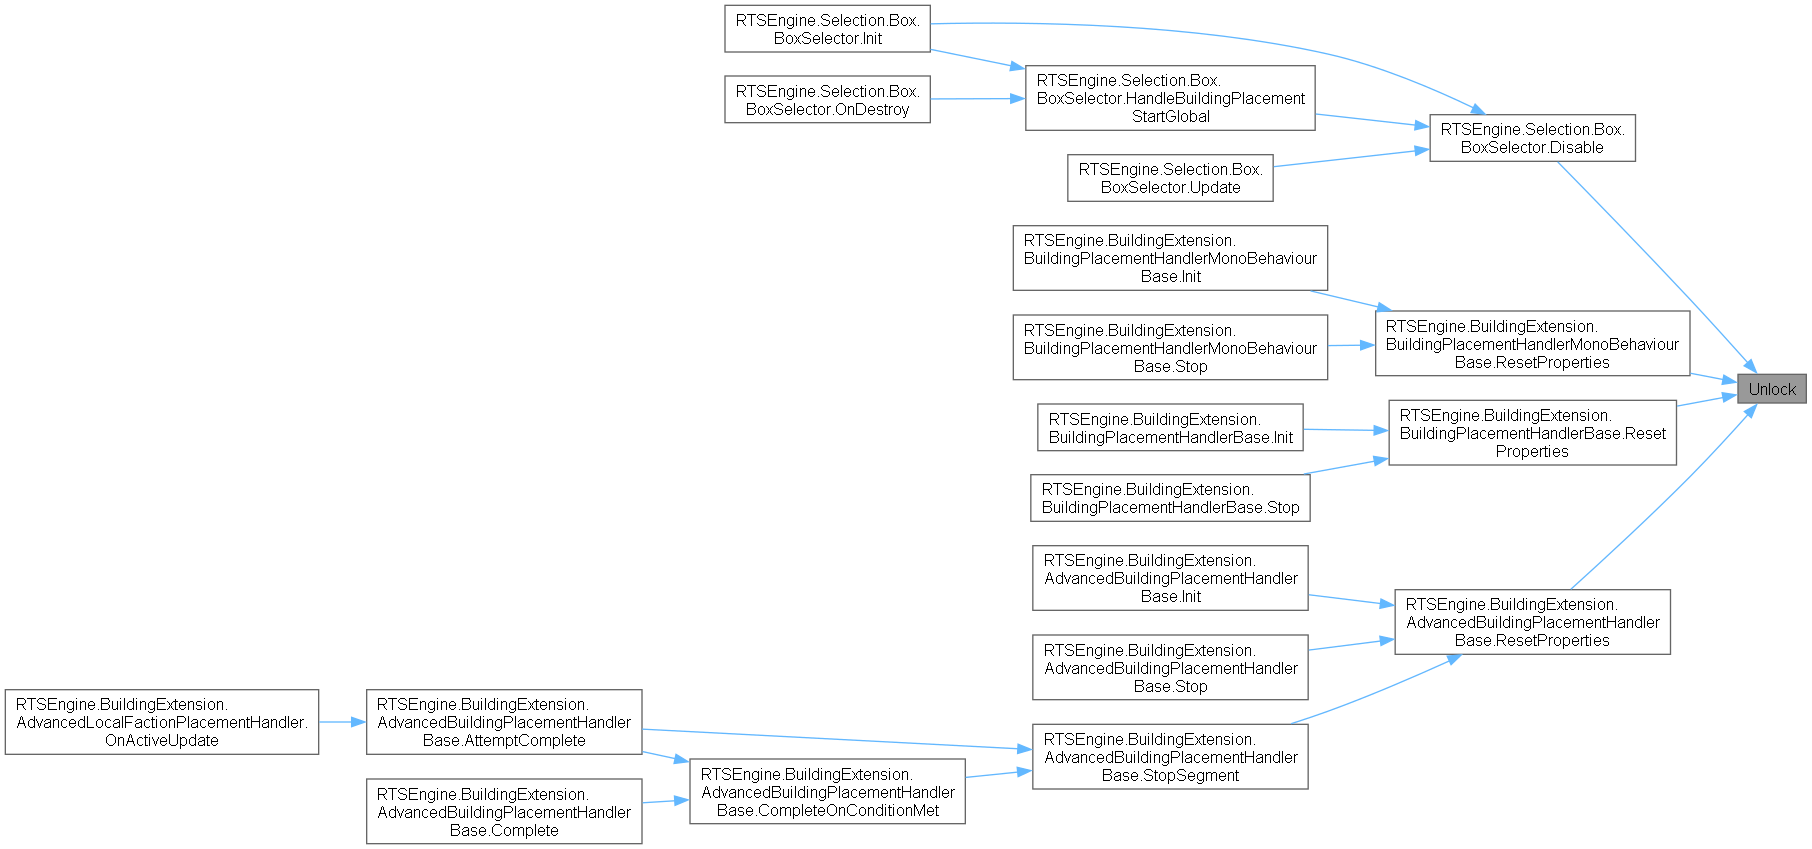 RTSEngine.Selection.Box.
BoxSelector.Init
RTSEngine.Selection.Box.
BoxSelector.HandleBuildingPlacement
StartGlobal
RTSEngine.Selection.Box.
BoxSelector.OnDestroy
RTSEngine.Selection.Box.
BoxSelector.Disable
RTSEngine.Selection.Box.
BoxSelector.Update
RTSEngine.BuildingExtension.
BuildingPlacementHandlerMonoBehaviour
Base.Init
RTSEngine.BuildingExtension.
BuildingPlacementHandlerMonoBehaviour
Base.Stop
RTSEngine.BuildingExtension.
BuildingPlacementHandlerMonoBehaviour
Base.ResetProperties
Unlock
RTSEngine.BuildingExtension.
BuildingPlacementHandlerBase.Init
RTSEngine.BuildingExtension.
BuildingPlacementHandlerBase.Reset
Properties
RTSEngine.BuildingExtension.
BuildingPlacementHandlerBase.Stop
RTSEngine.BuildingExtension.
AdvancedBuildingPlacementHandler
Base.Init
RTSEngine.BuildingExtension.
AdvancedBuildingPlacementHandler
Base.ResetProperties
RTSEngine.BuildingExtension.
AdvancedBuildingPlacementHandler
Base.Stop
RTSEngine.BuildingExtension.
AdvancedLocalFactionPlacementHandler.
OnActiveUpdate
RTSEngine.BuildingExtension.
AdvancedBuildingPlacementHandler
Base.AttemptComplete
RTSEngine.BuildingExtension.
AdvancedBuildingPlacementHandler
Base.StopSegment
RTSEngine.BuildingExtension.
AdvancedBuildingPlacementHandler
Base.CompleteOnConditionMet
RTSEngine.BuildingExtension.
AdvancedBuildingPlacementHandler
Base.Complete